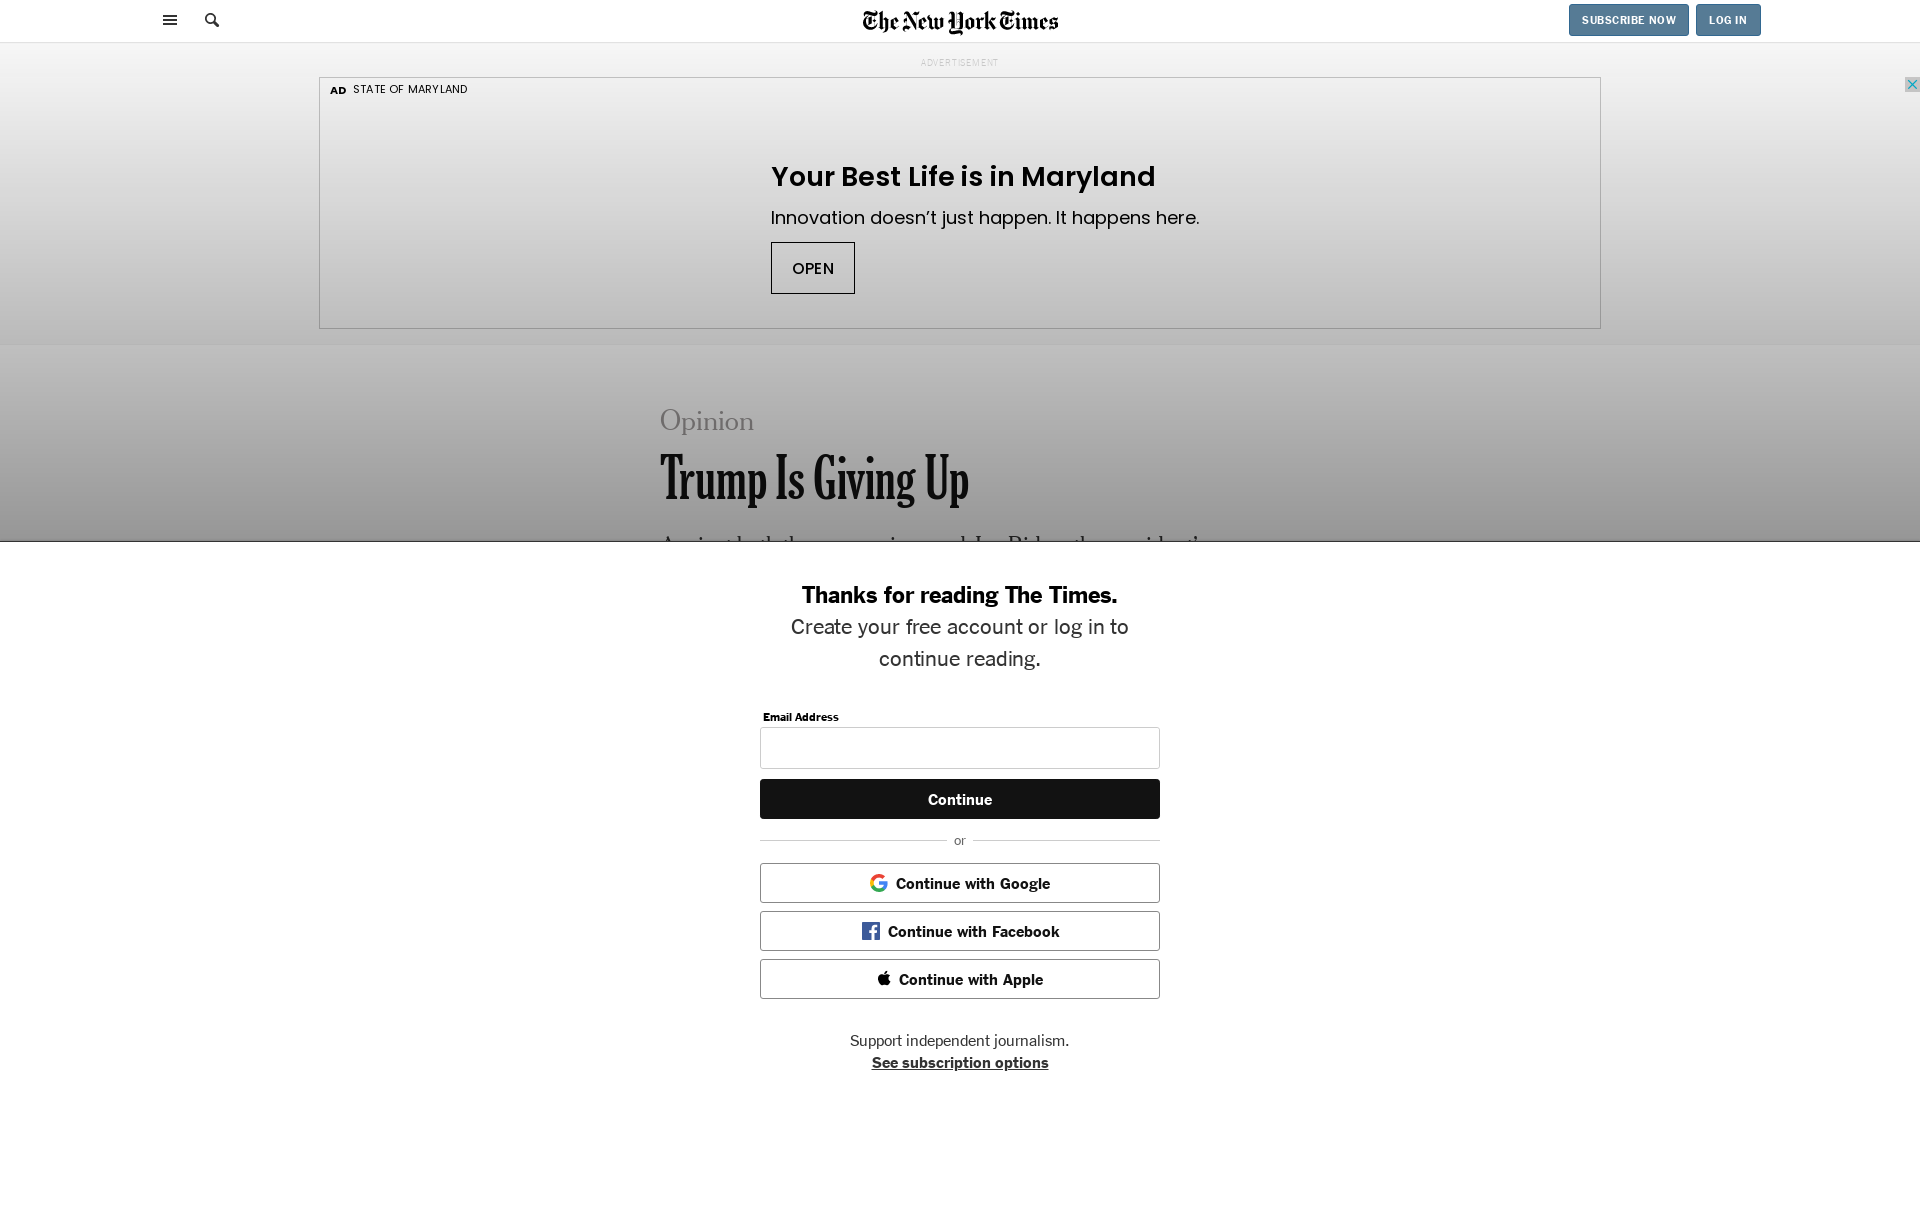 The New York Times
SUBSCRIBE NOW
LOG IN
ADVERTISEMENT
AD STATE OF MARYLAND
Your Best Life is in Maryland
Innovation doesn’t just happen. It happens here.
OPEN
Opinion
Trump Is Giving Up
Thanks for reading The Times.
Create your free account or log in to
continue reading.
Email Address
Continue
or
Continue with Google
Continue with Facebook
Continue with Apple
Support independent journalism.
See subscription options